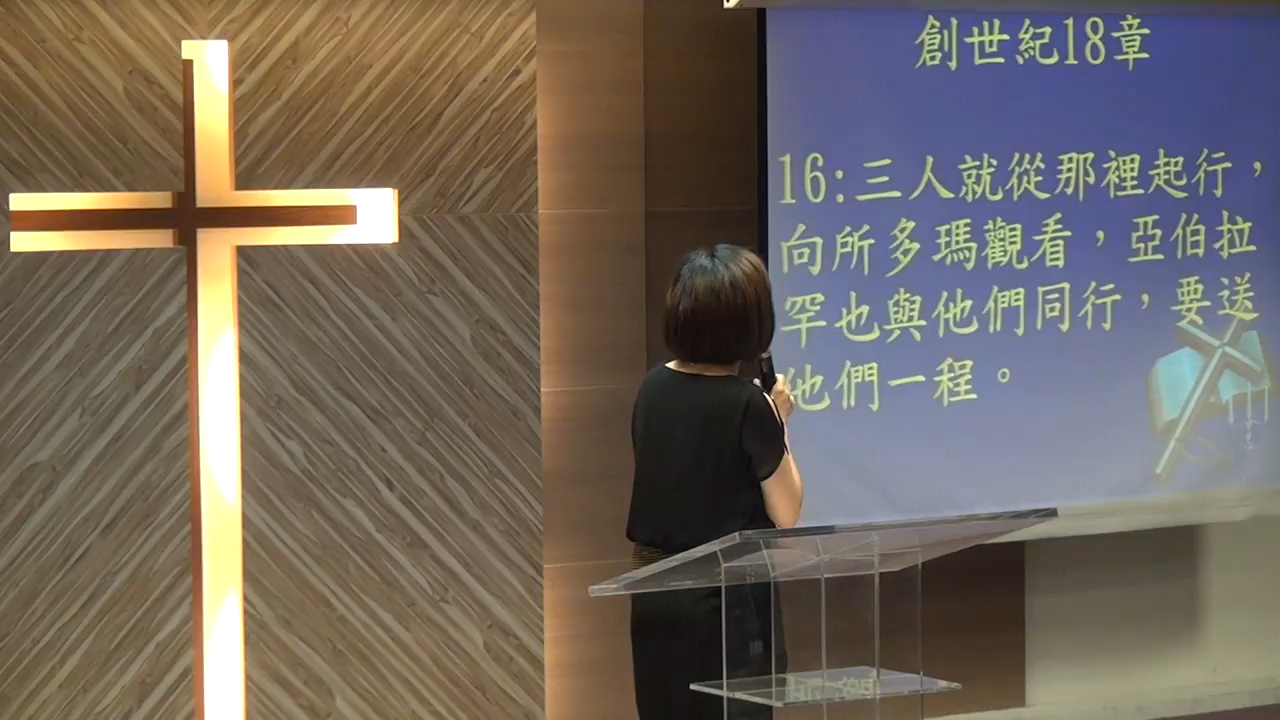 創世紀18章
16:三人就從那裡起行，
向所多瑪觀看，亞伯拉
罕也與他們同行，要送
他們一程。